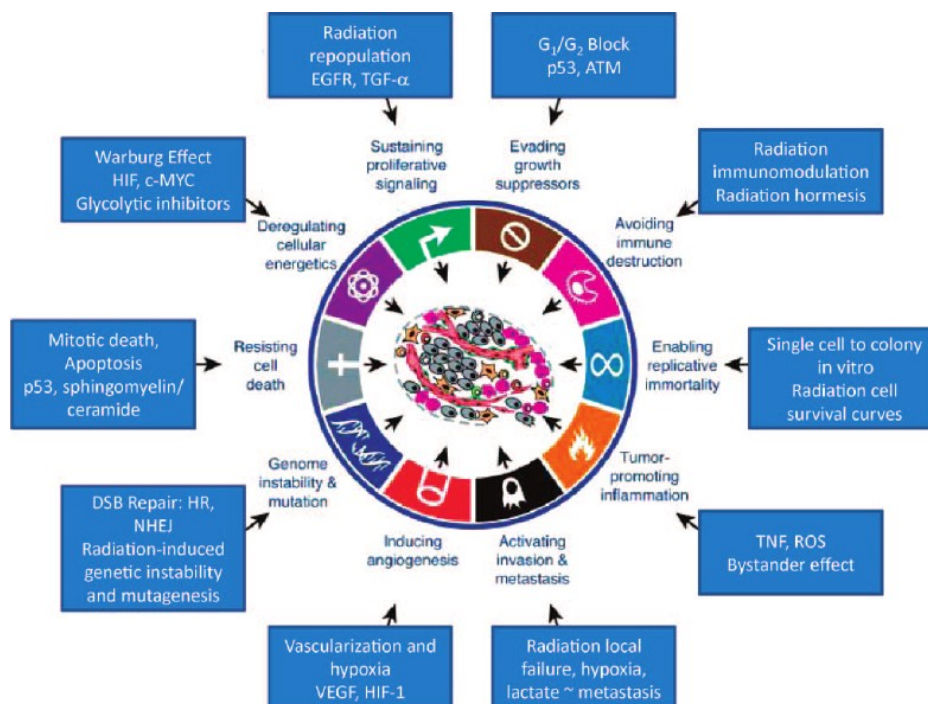 Radiation
repopulation
EGFR, TGF-α
G₁/G₂ Block
p53, ATM
Sustaining
proliferative
signaling
Evading
growth
suppressors
Warburg Effect
HIF, c-MYC
Glycolytic inhibitors
Radiation
immunomodulation
Radiation hormesis
Deregulating
cellular
energetics
Avoiding
immune
destruction
Mitotic death,
Apoptosis
p53, sphingomyelin/
ceramide
Resisting
cell
death
Enabling
replicative
immortality
Single cell to colony
in vitro
Radiation cell
survival curves
Genome
instability &
mutation
Tumor-
promoting
inflammation
DSB Repair: HR,
NHEJ
Radiation-induced
genetic instability
and mutagenesis
Inducing
angiogenesis
Activating
invasion &
metastasis
TNF, ROS
Bystander effect
Vascularization and
hypoxia
VEGF, HIF-1
Radiation local
failure, hypoxia,
lactate ~ metastasis